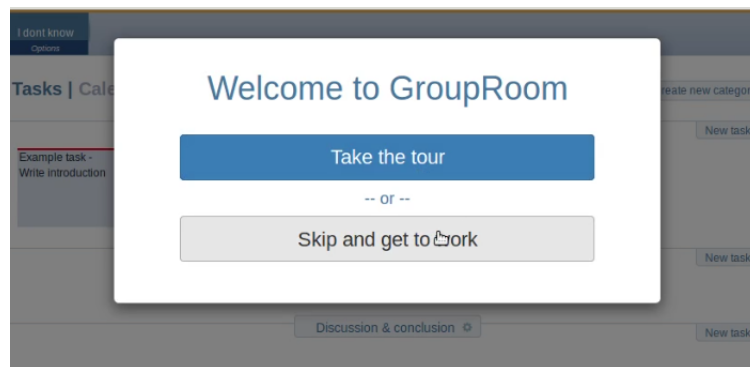 I dont know
Options
Tasks | Cale
reate new categor
Welcome to GroupRoom
Take the tour
-- or --
Skip and get to work
New task
Example task -
Write introduction
New task
Discussion & conclusion
New task